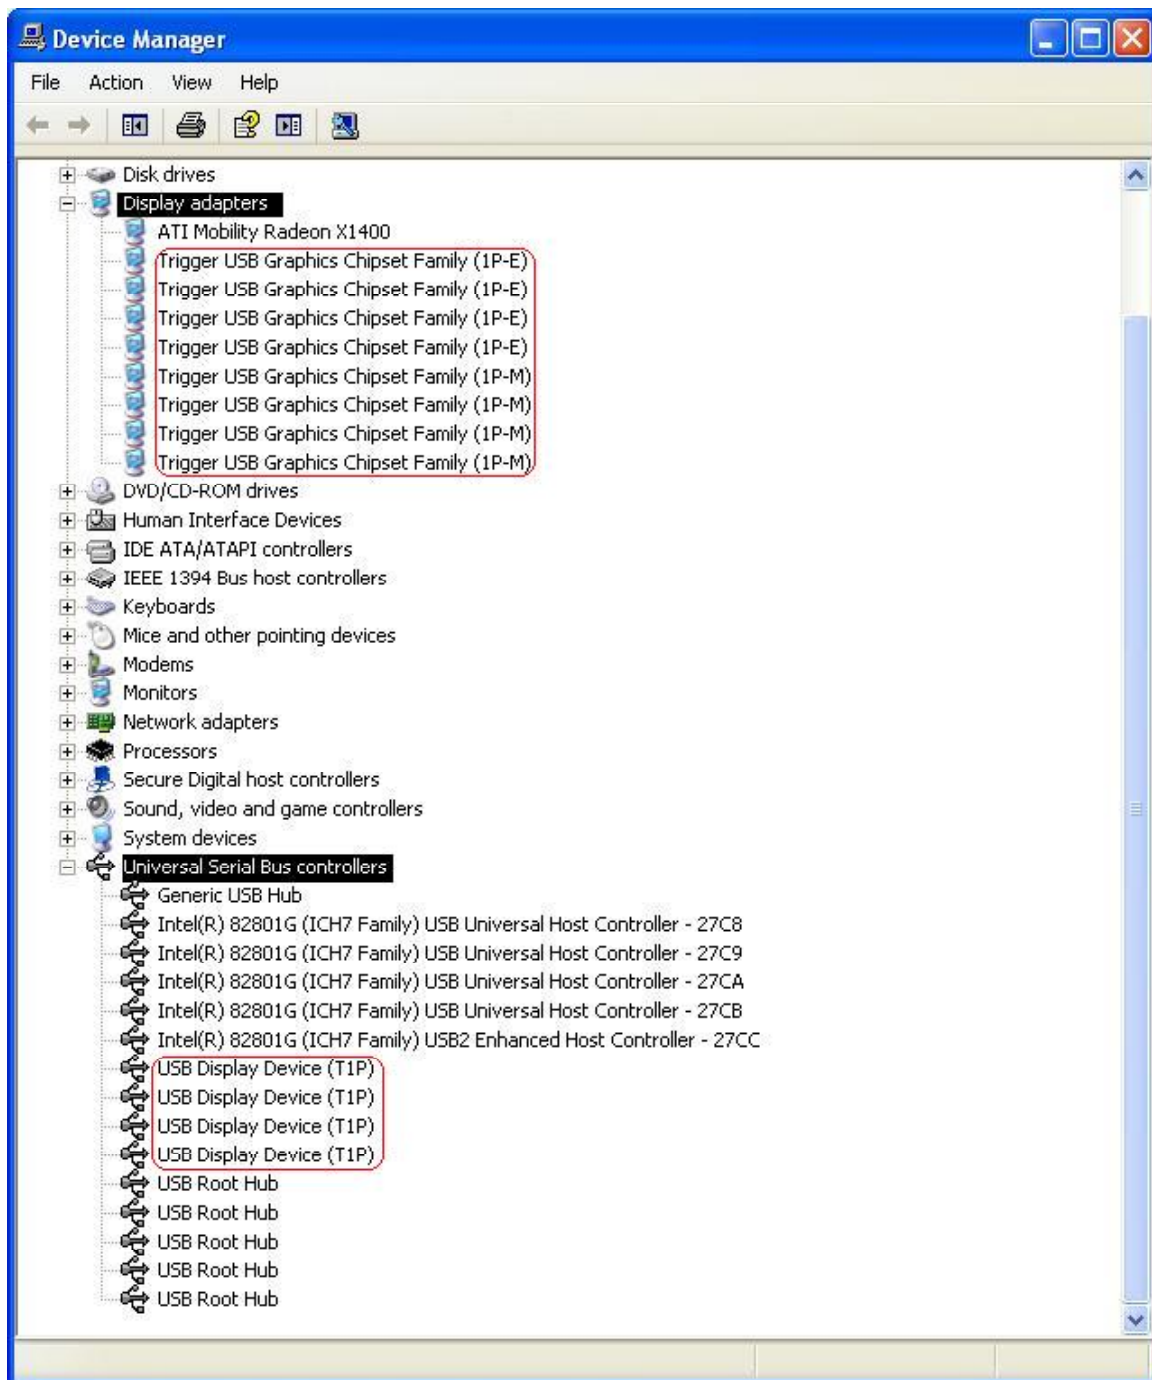 Device Manager
File Action View Help
Disk drives
Display adapters
ATI Mobility Radeon X1400
Trigger USB Graphics Chipset Family (1P-E)
Trigger USB Graphics Chipset Family (1P-E)
Trigger USB Graphics Chipset Family (1P-E)
Trigger USB Graphics Chipset Family (1P-E)
Trigger USB Graphics Chipset Family (1P-M)
Trigger USB Graphics Chipset Family (1P-M)
Trigger USB Graphics Chipset Family (1P-M)
Trigger USB Graphics Chipset Family (1P-M)
DVD/CD-ROM drives
Human Interface Devices
IDE ATA/ATAPI controllers
IEEE 1394 Bus host controllers
Keyboards
Mice and other pointing devices
Modems
Monitors
Network adapters
Processors
Secure Digital host controllers
Sound, video and game controllers
System devices
Universal Serial Bus controllers
Generic USB Hub
Intel(R) 82801G (ICH7 Family) USB Universal Host Controller - 27C8
Intel(R) 82801G (ICH7 Family) USB Universal Host Controller - 27C9
Intel(R) 82801G (ICH7 Family) USB Universal Host Controller - 27CA
Intel(R) 82801G (ICH7 Family) USB Universal Host Controller - 27CB
Intel(R) 82801G (ICH7 Family) USB2 Enhanced Host Controller - 27CC
USB Display Device (T1P)
USB Display Device (T1P)
USB Display Device (T1P)
USB Display Device (T1P)
USB Root Hub
USB Root Hub
USB Root Hub
USB Root Hub
USB Root Hub